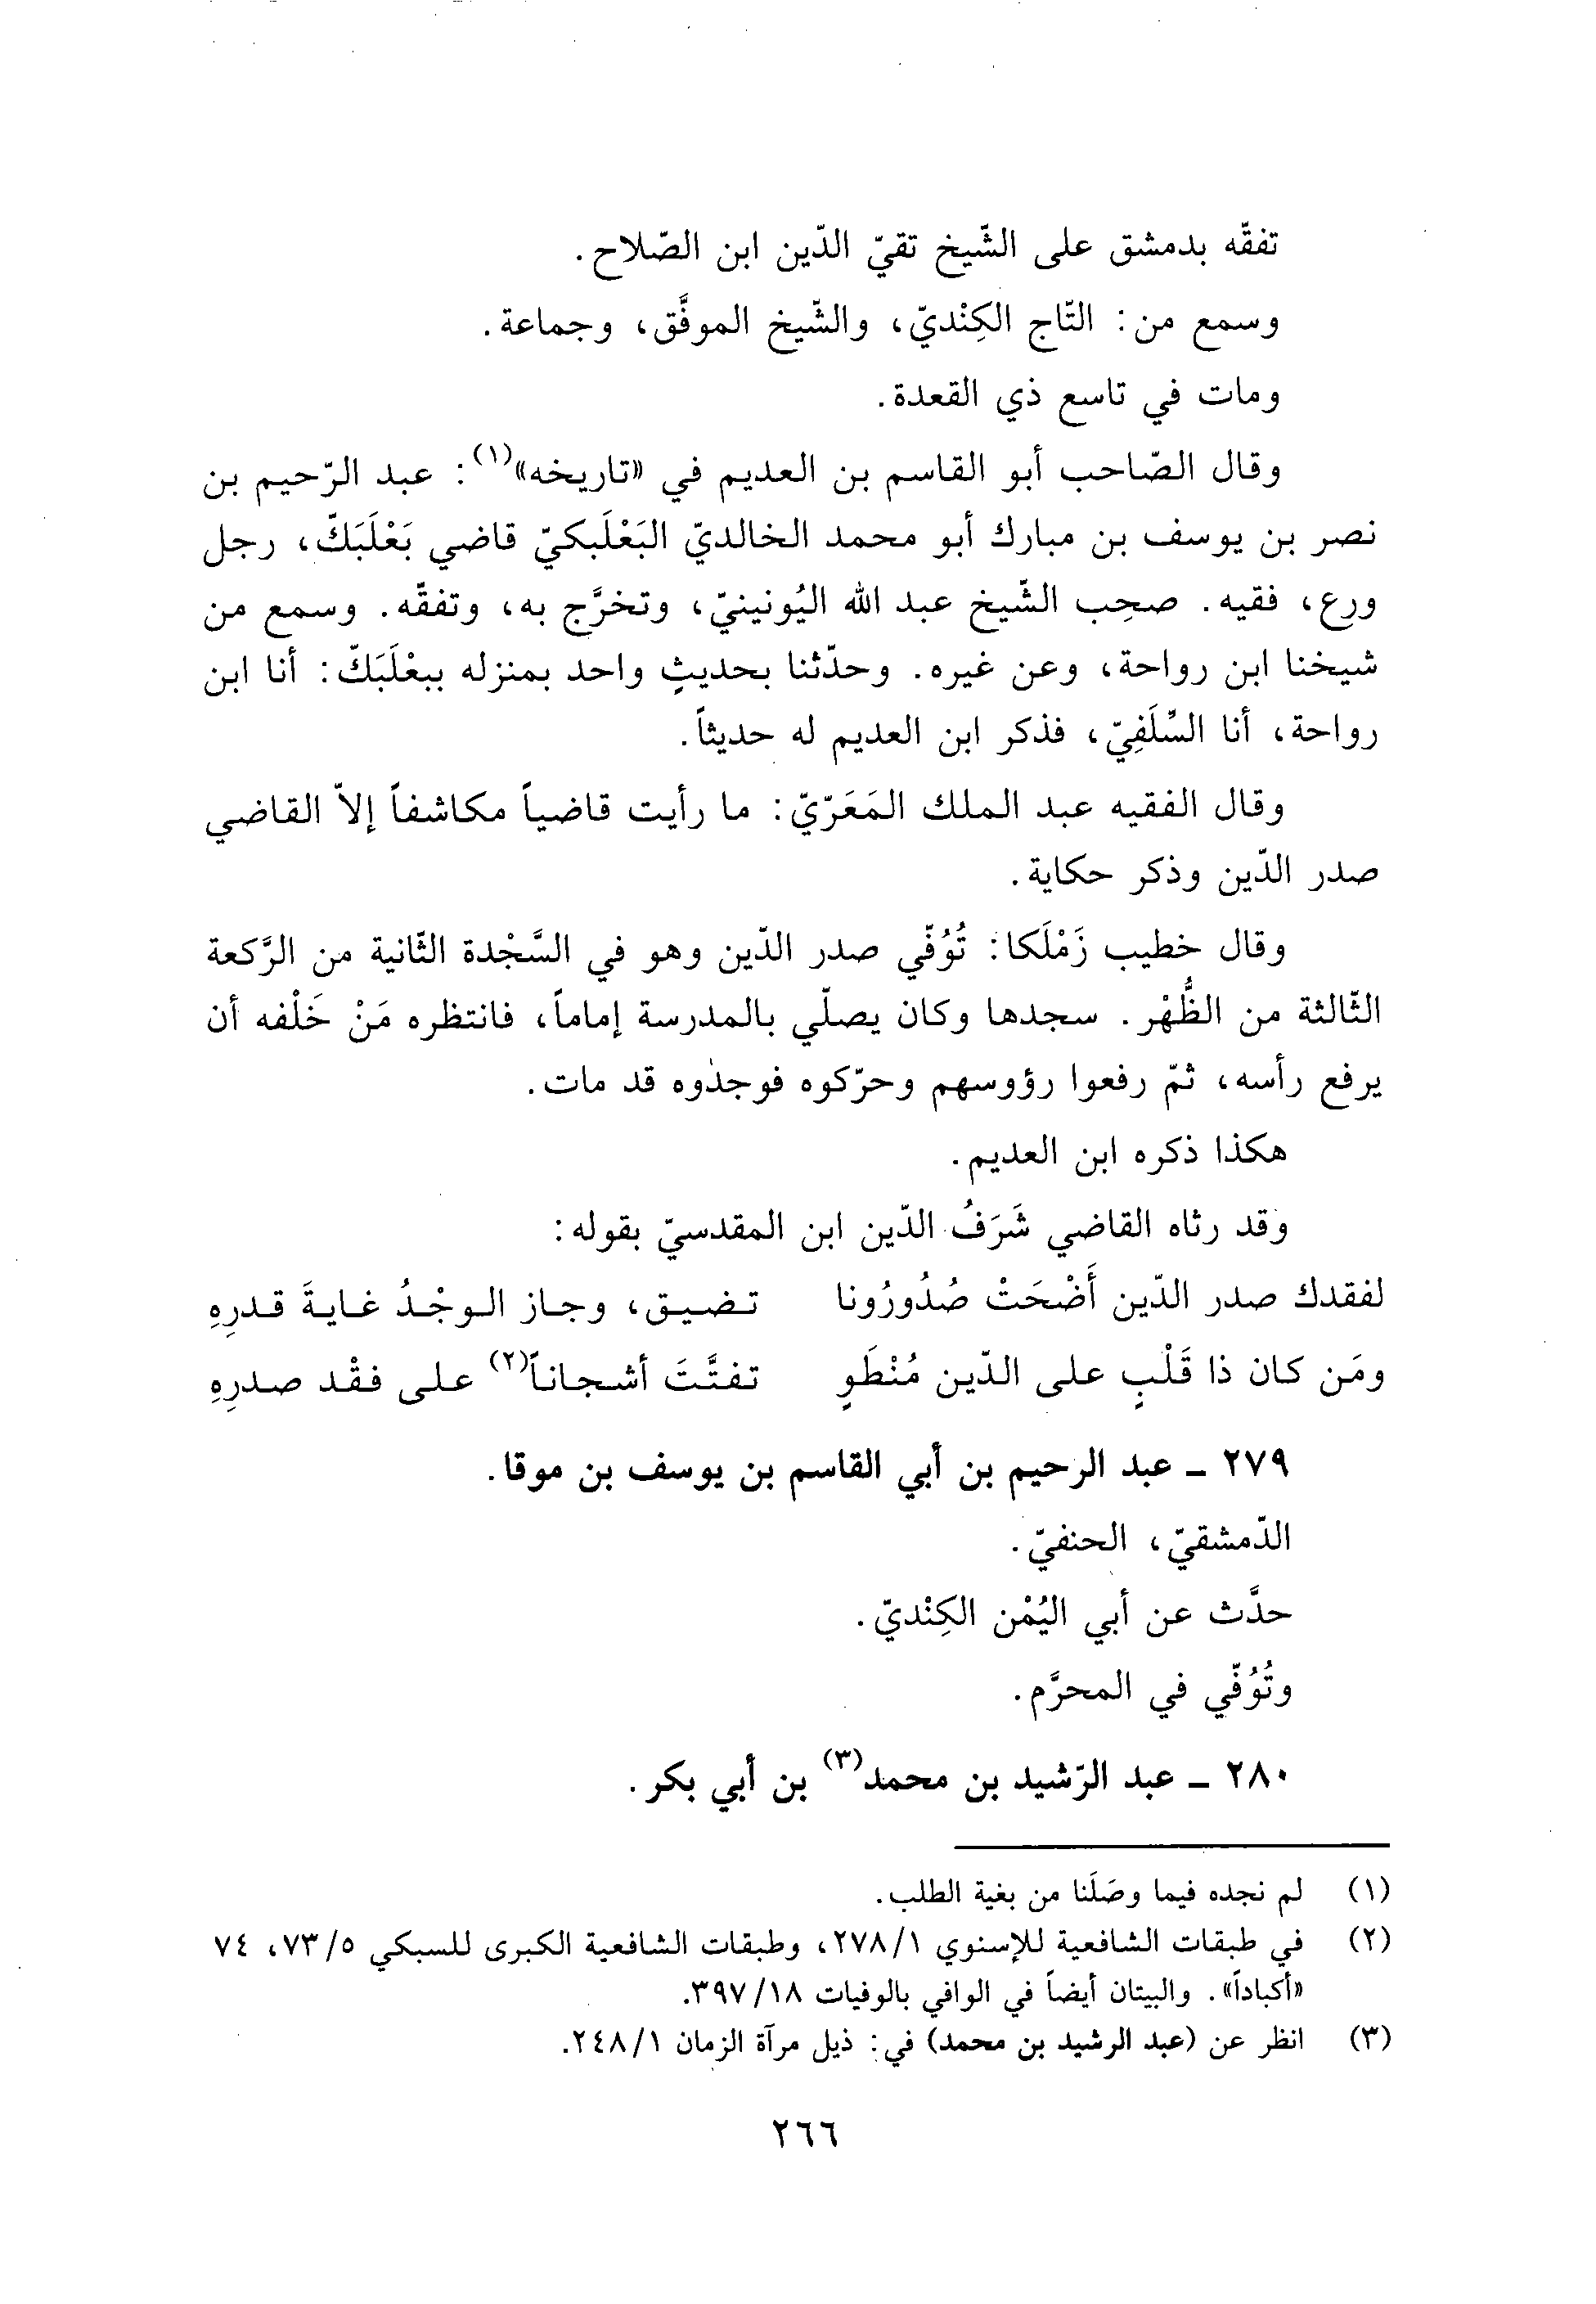 تفقّه بدمشق على الشّيخ تقيّ الدّين ابن الصّلاح.
وسمع من: التّاج الكِنْديّ، والشّيخ الموفَّق، وجماعة.
ومات في تاسع ذي القعدة.
وقال الصّاحب أبو القاسم بن العديم في «تاريخه»(١): عبد الرّحيم بن
نصر بن يوسف بن مبارك أبو محمد الخالديّ البَعْلَبكيّ قاضي بَعْلَبَكّ، رجل
ورع، فقيه. صحِب الشّيخ عبد الله اليُونينيّ، وتخرَّج به، وتفقّه. وسمع من
شيخنا ابن رواحة، وعن غيره. وحدّثنا بحديثٍ واحد بمنزله ببعْلَبَكّ: أنا ابن
رواحة، أنا السِّلَفِيّ، فذكر ابن العديم له حديثاً.
وقال الفقيه عبد الملك المَعَرّيّ: ما رأيت قاضياً مكاشفاً إلاّ القاضي
صدر الدّين وذكر حكاية.
وقال خطيب زَمْلَكا: تُوُفّي صدر الدّين وهو في السَّجْدة الثّانية من الرَّكعة
الثّالثة من الظُّهْر. سجدها وكان يصلّي بالمدرسة إماماً، فانتظره مَنْ خَلْفه أن
يرفع رأسه، ثمّ رفعوا رؤوسهم وحرّكوه فوجدوه قد مات.
هكذا ذكره ابن العديم.
وقد رثاه القاضي شَرَفُ الدّين ابن المقدسيّ بقوله:
لفقدك صدر الدّين أَضْحَتْ صُدُورُونا تضيق، وجاز الوجْدُ غايةَ قدرِهِ
ومَن كان ذا قَلْبٍ على الدّين مُنْطَوٍ تفتَّتَ أشجاناً(٢) على فقْد صدرِهِ
٢٧٩ ـ عبد الرحيم بن أبي القاسم بن يوسف بن موقا.
الدّمشقيّ، الحنفيّ.
حدَّث عن أبي اليُمْن الكِنْديّ.
وتُوُفّي في المحرَّم.
٢٨٠ ـ عبد الرّشيد بن محمد(٣) بن أبي بكر.
(١) لم نجده فيما وصَلَنا من بغية الطلب.
(٢) في طبقات الشافعية للإسنوي ٢٧٨/١، وطبقات الشافعية الكبرى للسبكي ٧٣/٥، ٧٤
«أكباداً». والبيتان أيضاً في الوافي بالوفيات ٣٩٧/١٨.
(٣) انظر عن (عبد الرشيد بن محمد) في: ذيل مرآة الزمان ٢٤٨/١.
٢٦٦